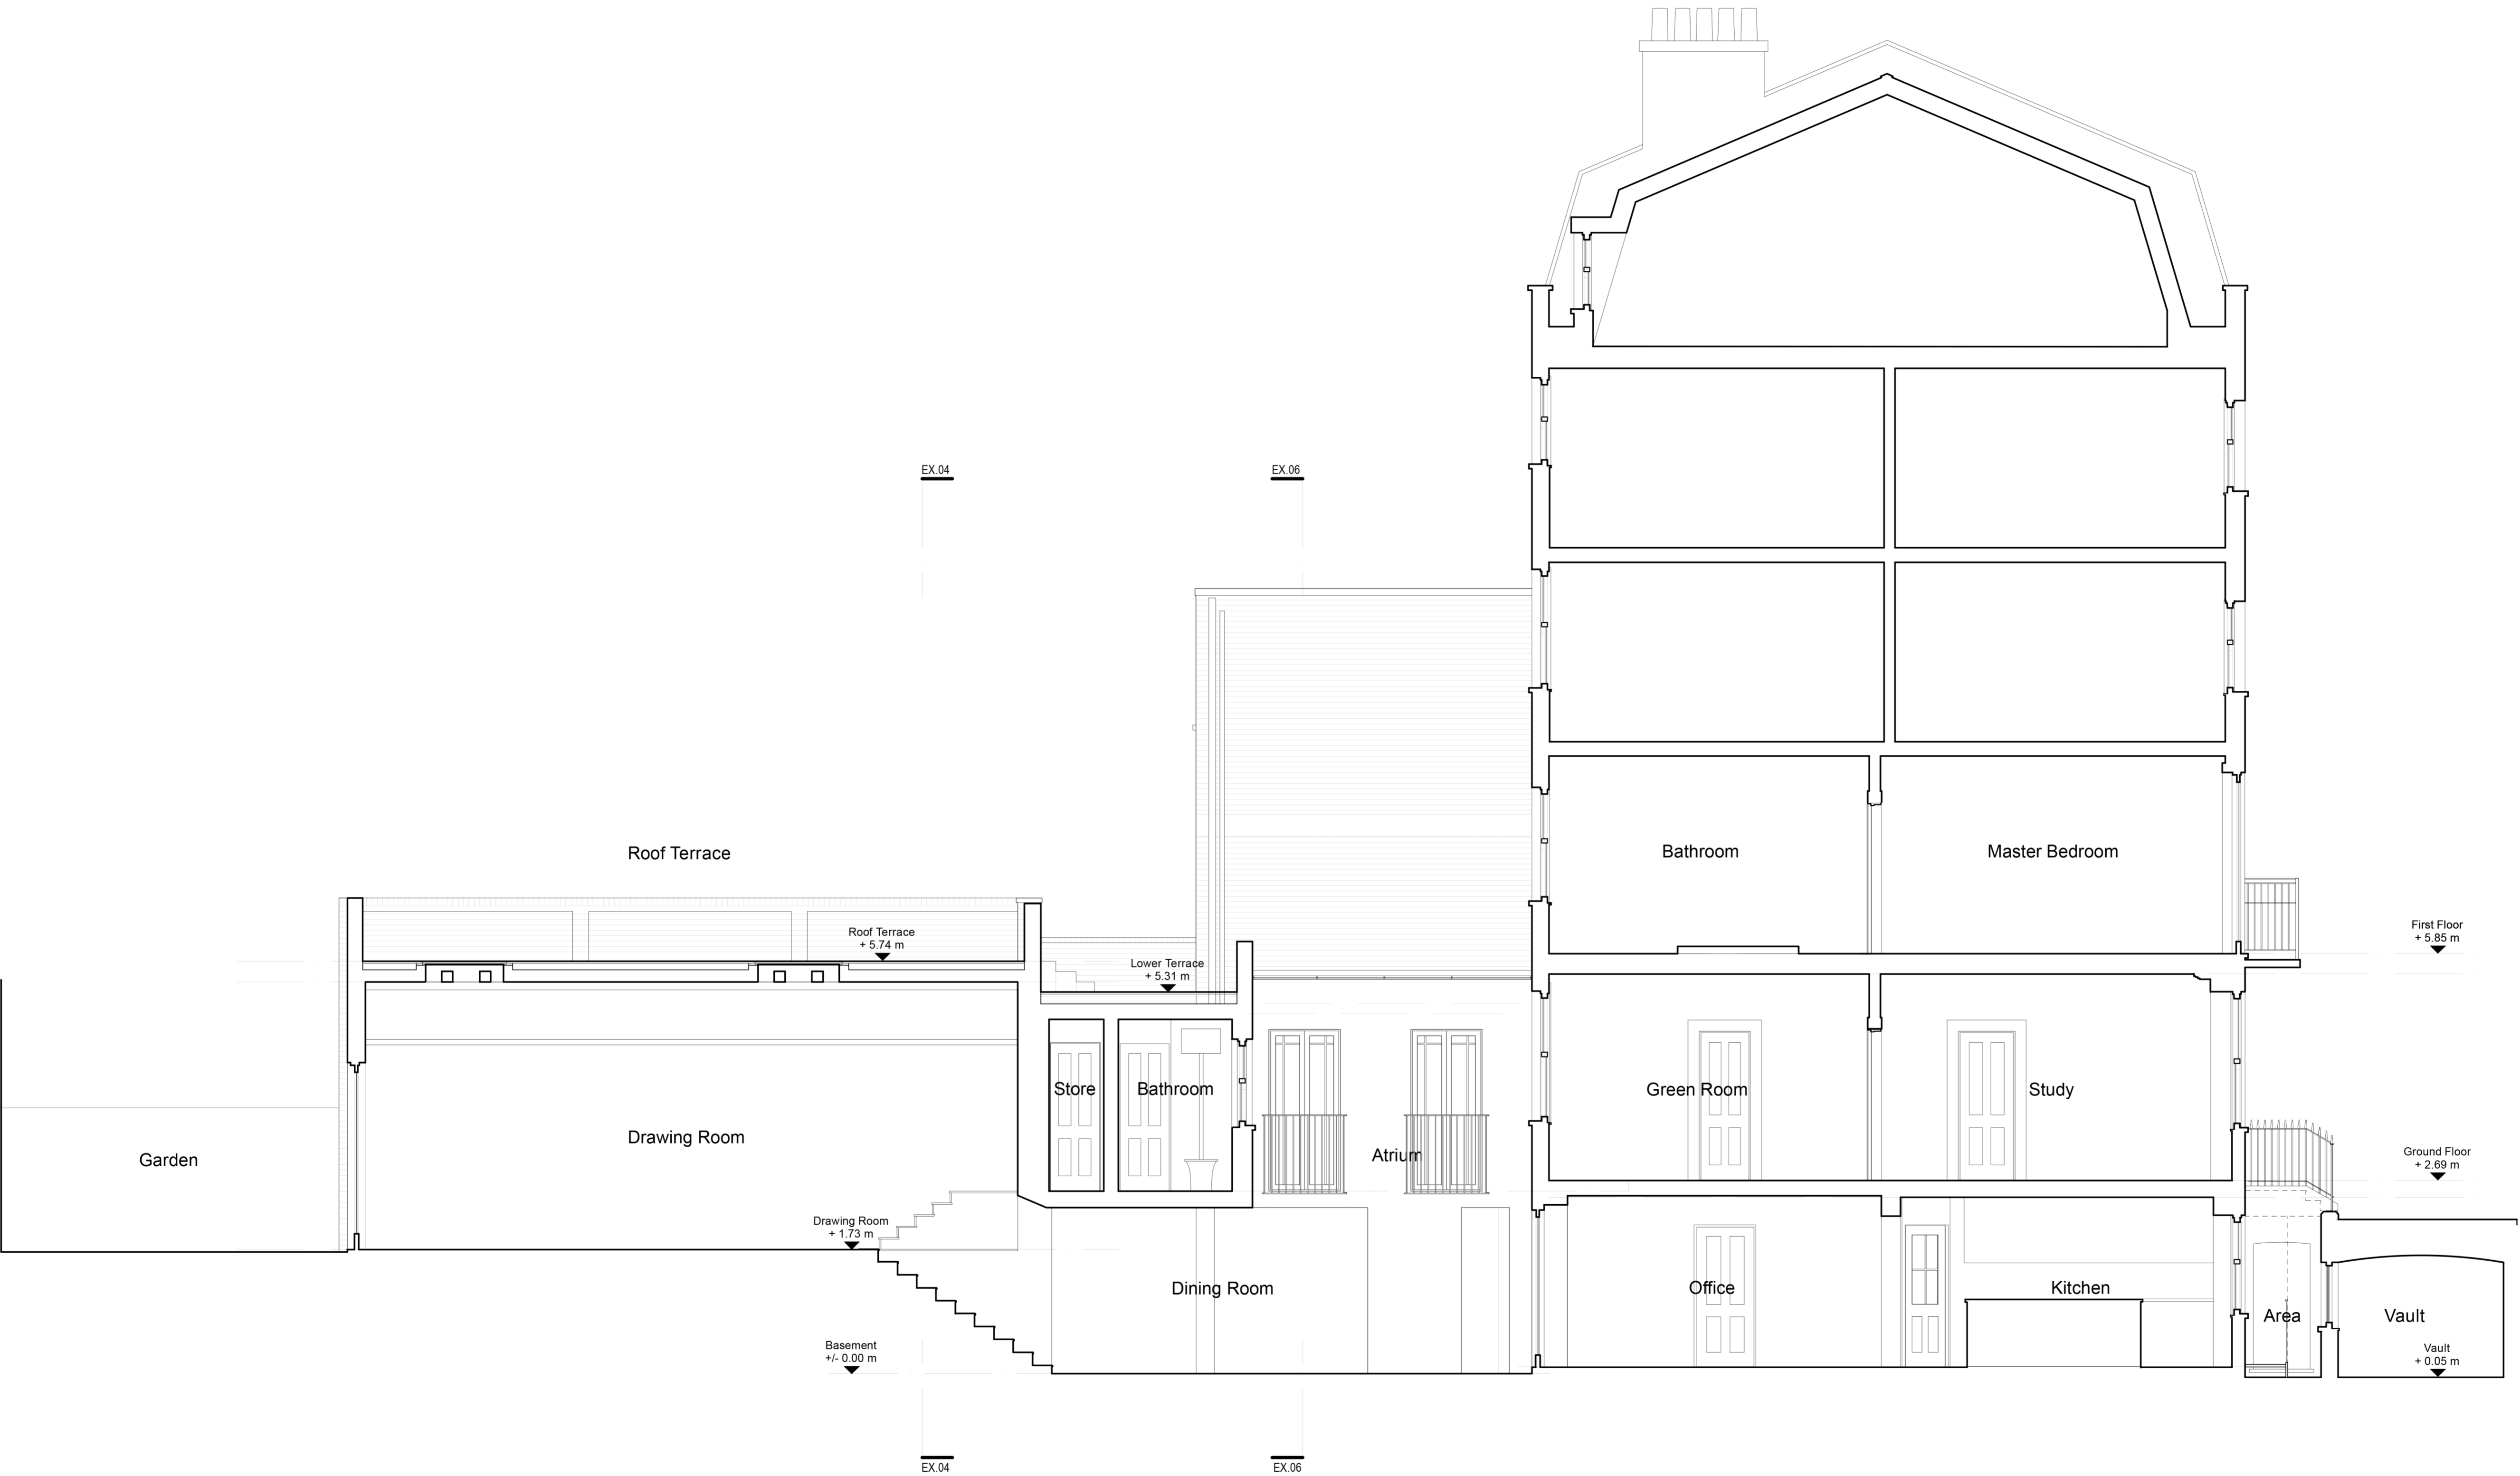 EX.04
EX.06
Roof Terrace
Bathroom
Master Bedroom
Roof Terrace
+ 5.74 m
First Floor
+ 5.85 m
Lower Terrace
+ 5.31 m
Store
Bathroom
Green Room
Study
Drawing Room
Garden
Atrium
Ground Floor
+ 2.69 m
Drawing Room
+ 1.73 m
Dining Room
Office
Kitchen
Area
Vault
Basement
+/- 0.00 m
Vault
+ 0.05 m
EX.04
EX.06